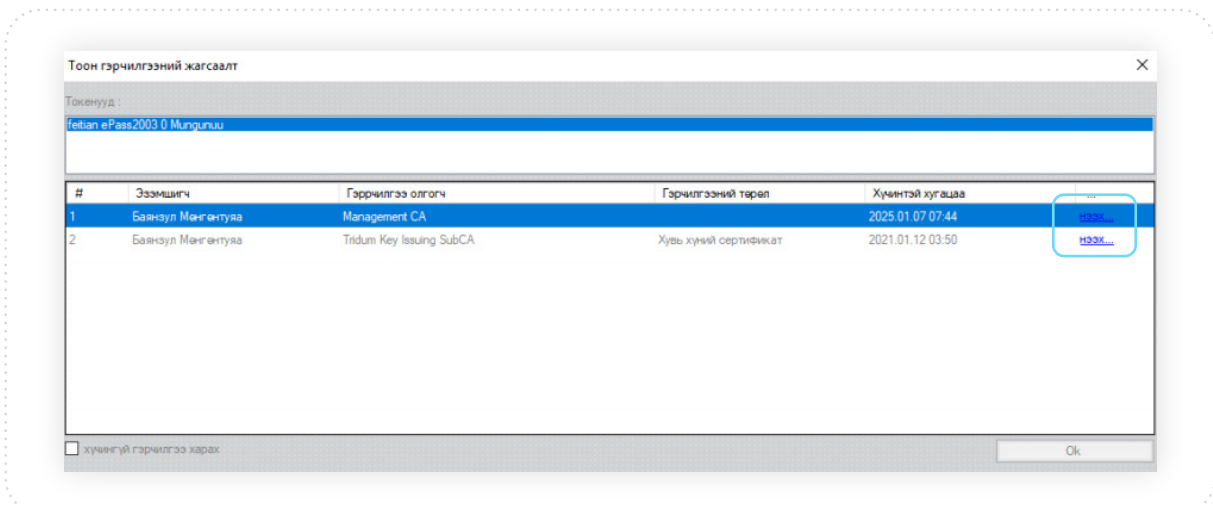 Тоон гэрчилгээний жагсаалт
Токенууд :
feitian ePass2003 0 Mungunuu
# Эзэмшигч Гэррчилгээ олгогч Гэрчилгээний төрөл Хүчинтэй хугацаа ...
1 Баянзул Мөнгөнтуяа Management CA 2025.01.07 07:44 нээх...
2 Баянзул Мөнгөнтуяа Tridum Key Issuing SubCA Хувь хүний сертификат 2021.01.12 03:50 нээх...
хүчингүй гэрчилгээ харах
Ok